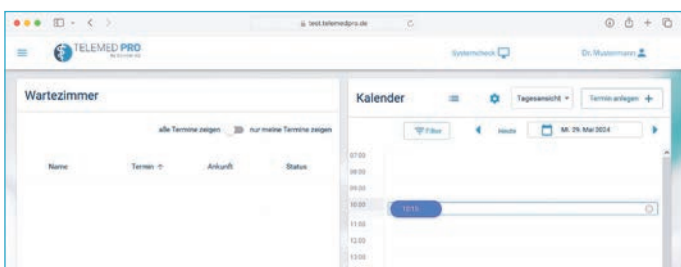 test.telemedpro.de
TELEMED PRO
Systemcheck
Dr. Mustermann
Wartezimmer
alle Termine zeigen nur meine Termine zeigen
Name Termin ↑ Ankunft Status
Kalender
Tagesansicht
Termin anlegen +
Filter
Heute
Mi. 29. Mai 2024
07:00
08:00
09:00
10:00
10:15
11:00
12:00
13:00